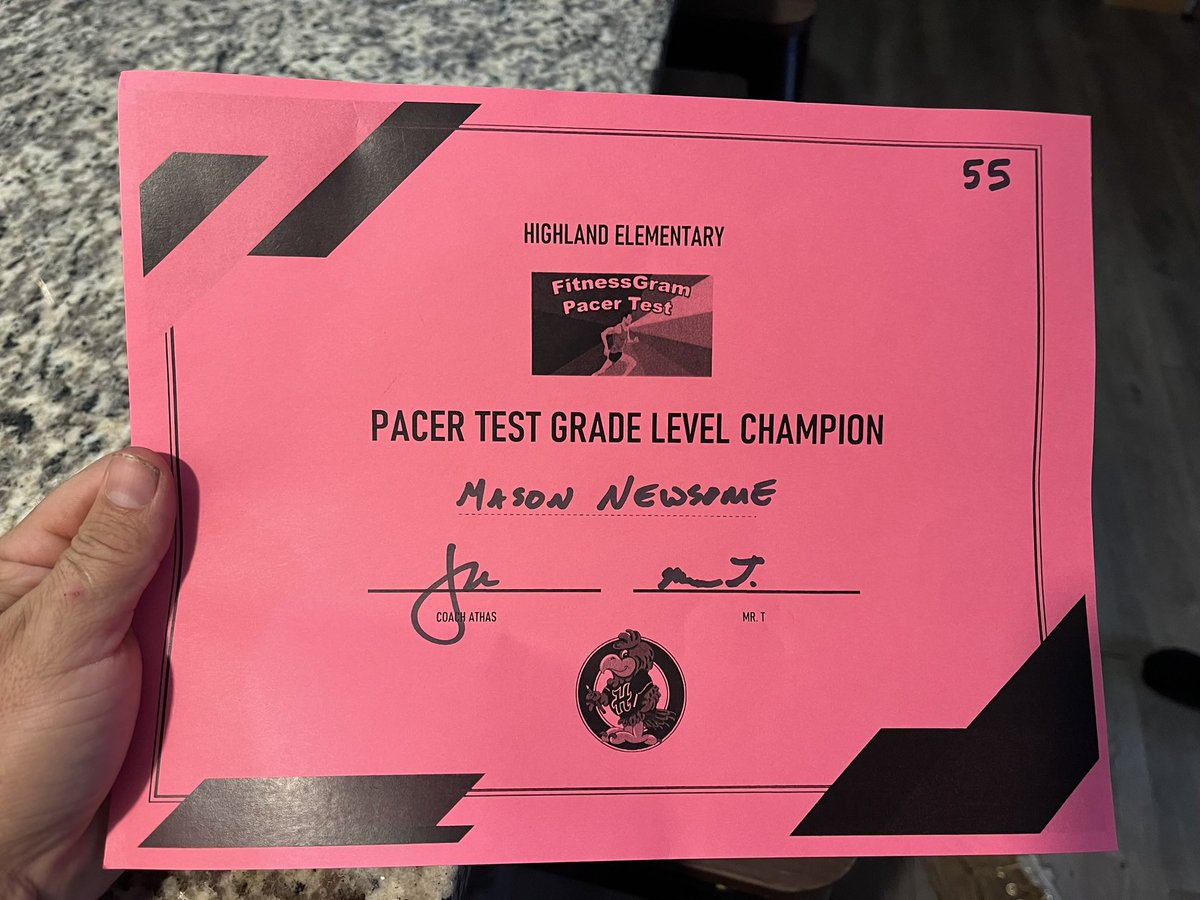 55
HIGHLAND ELEMENTARY
FitnessGram
Pacer Test
PACER TEST GRADE LEVEL CHAMPION
MASON NEWSOME
COACH ATHAS
MR. T
H